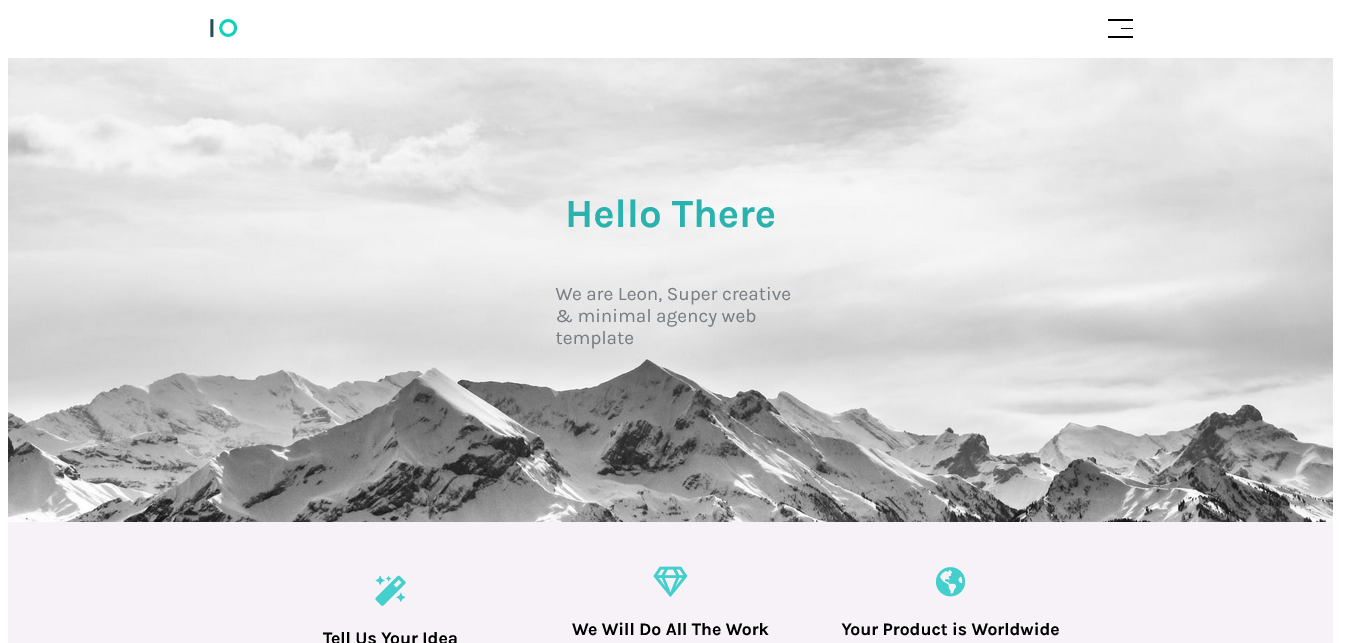 IO
Hello There
We are Leon, Super creative
& minimal agency web
template
Tell Us Your Idea
We Will Do All The Work
Your Product is Worldwide